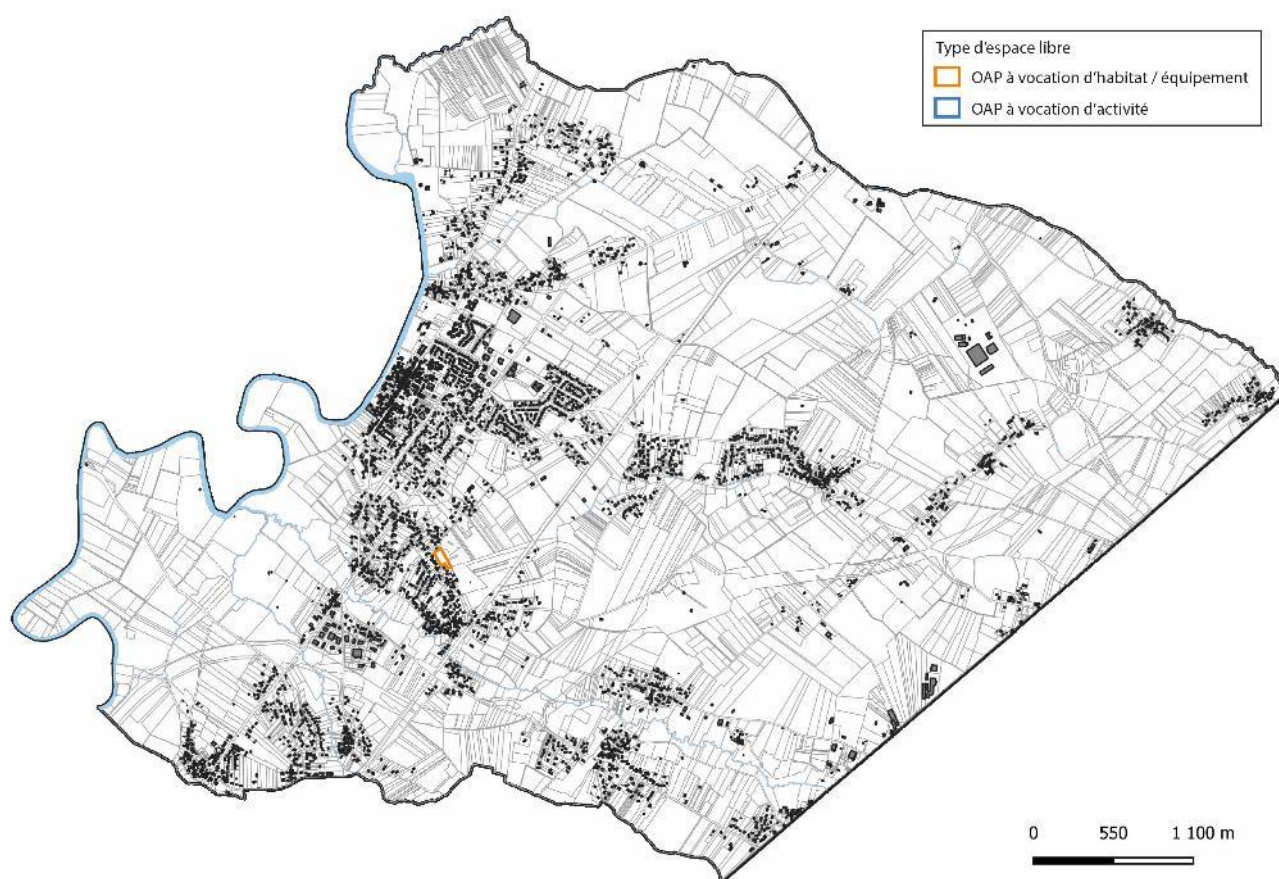 Type d'espace libre
OAP à vocation d'habitat / équipement
OAP à vocation d'activité
0 550 1 100 m